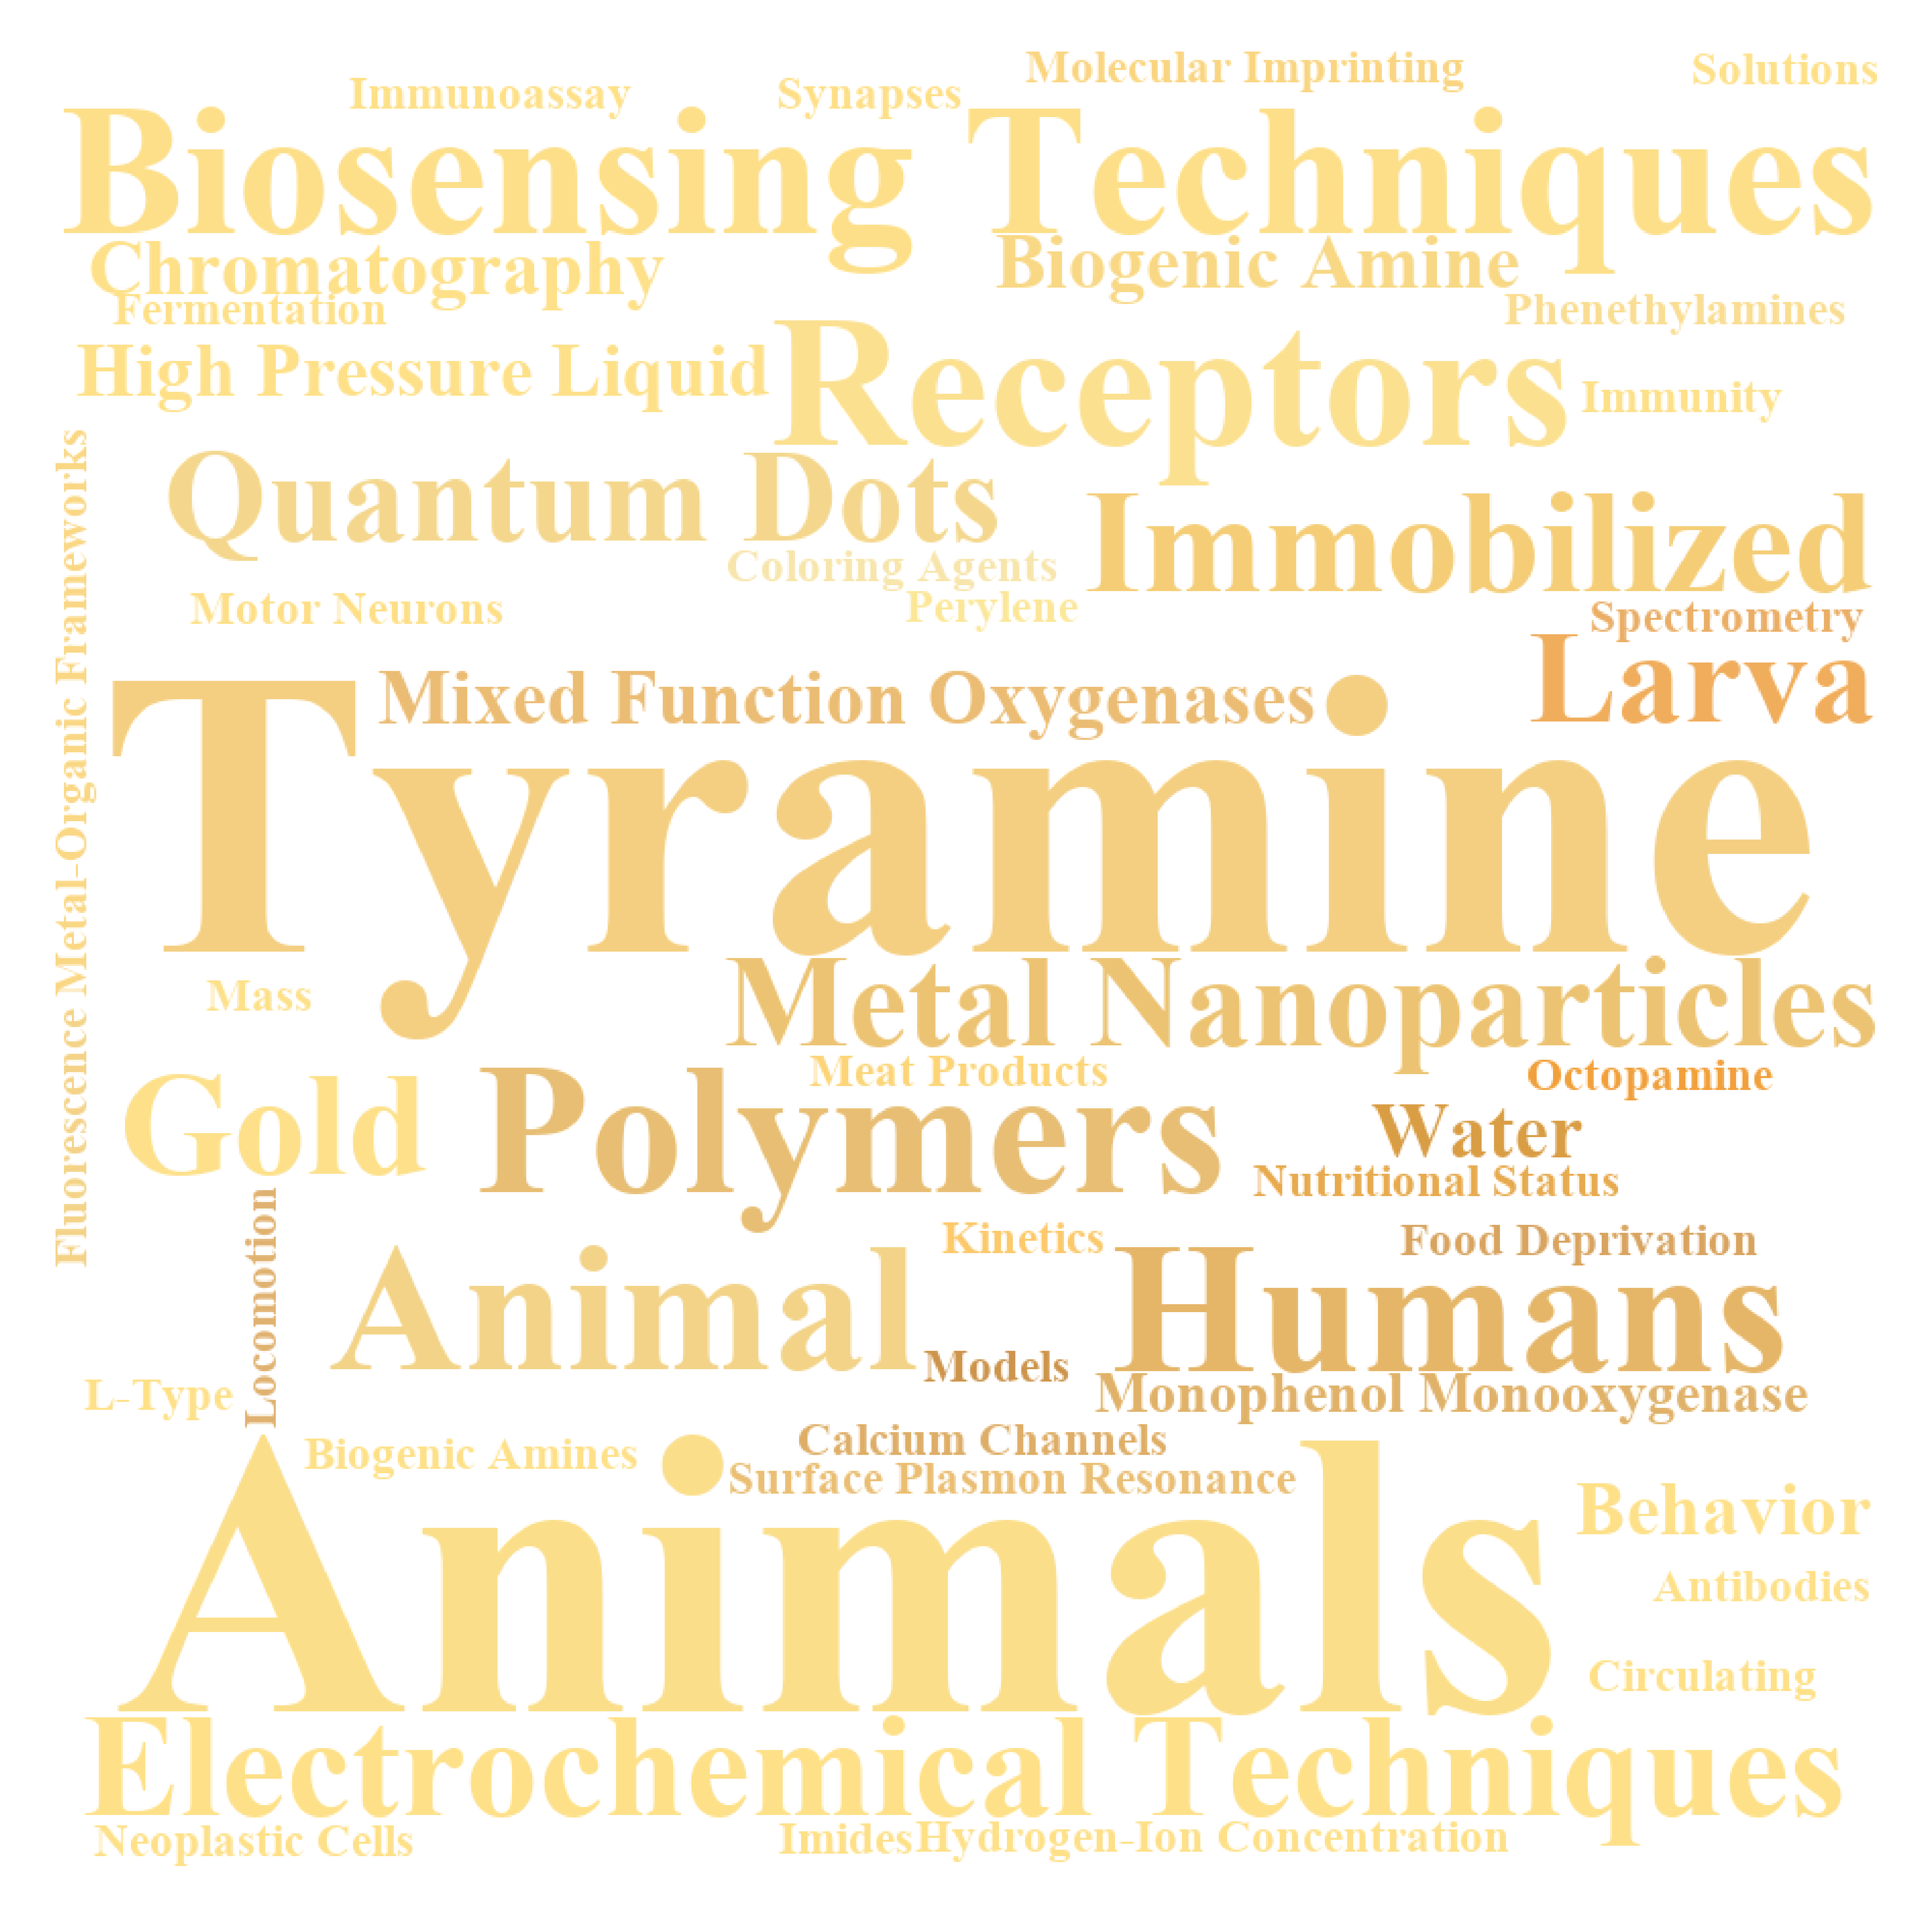 Molecular Imprinting
Solutions
Immunoassay
Synapses
Biosensing Techniques
Chromatography
Biogenic Amine
Fermentation
Phenethylamines
High Pressure Liquid
Receptors
Immunity
Fluorescence Metal-Organic Frameworks
Quantum Dots
Immobilized
Coloring Agents
Motor Neurons
Perylene
Spectrometry
Larva
Mixed Function Oxygenases
Tyramine
Mass
Metal Nanoparticles
Meat Products
Octopamine
Gold
Polymers
Water
Nutritional Status
Locomotion
Kinetics
Food Deprivation
Animal
Humans
Models
L-Type
Monophenol Monooxygenase
Calcium Channels
Biogenic Amines
Surface Plasmon Resonance
Animals
Behavior
Antibodies
Circulating
Electrochemical Techniques
Neoplastic Cells
Imides
Hydrogen-Ion Concentration